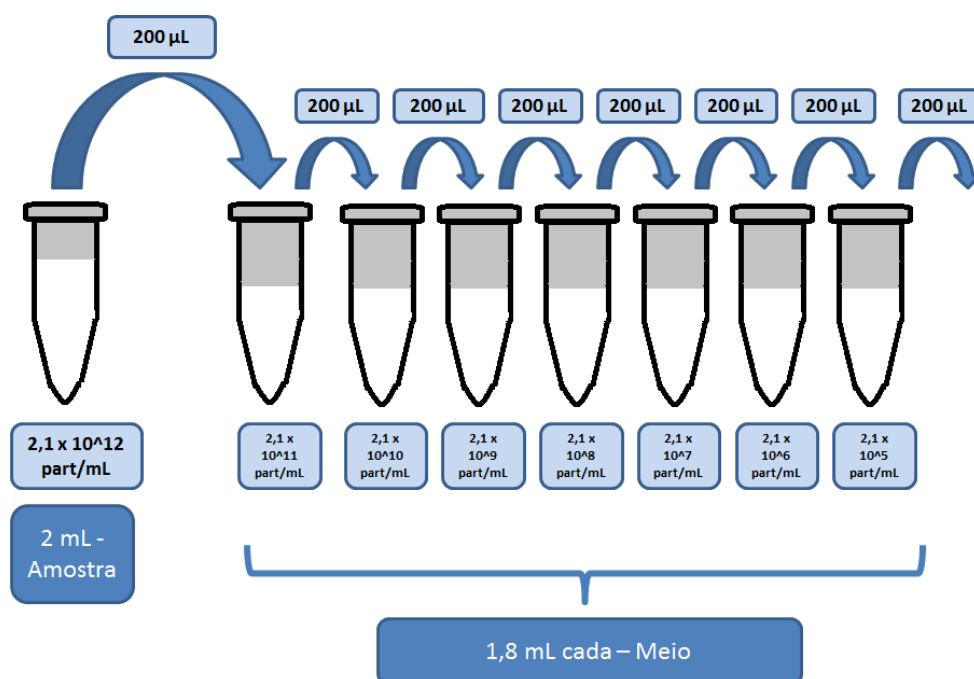 200 µL
200 µL
200 µL
200 µL
200 µL
200 µL
200 µL
200 µL
2,1 x 10^12
part/mL
2,1 x
10^11
part/mL
2,1 x
10^10
part/mL
2,1 x
10^9
part/mL
2,1 x
10^8
part/mL
2,1 x
10^7
part/mL
2,1 x
10^6
part/mL
2,1 x
10^5
part/mL
2 mL -
Amostra
1,8 mL cada – Meio